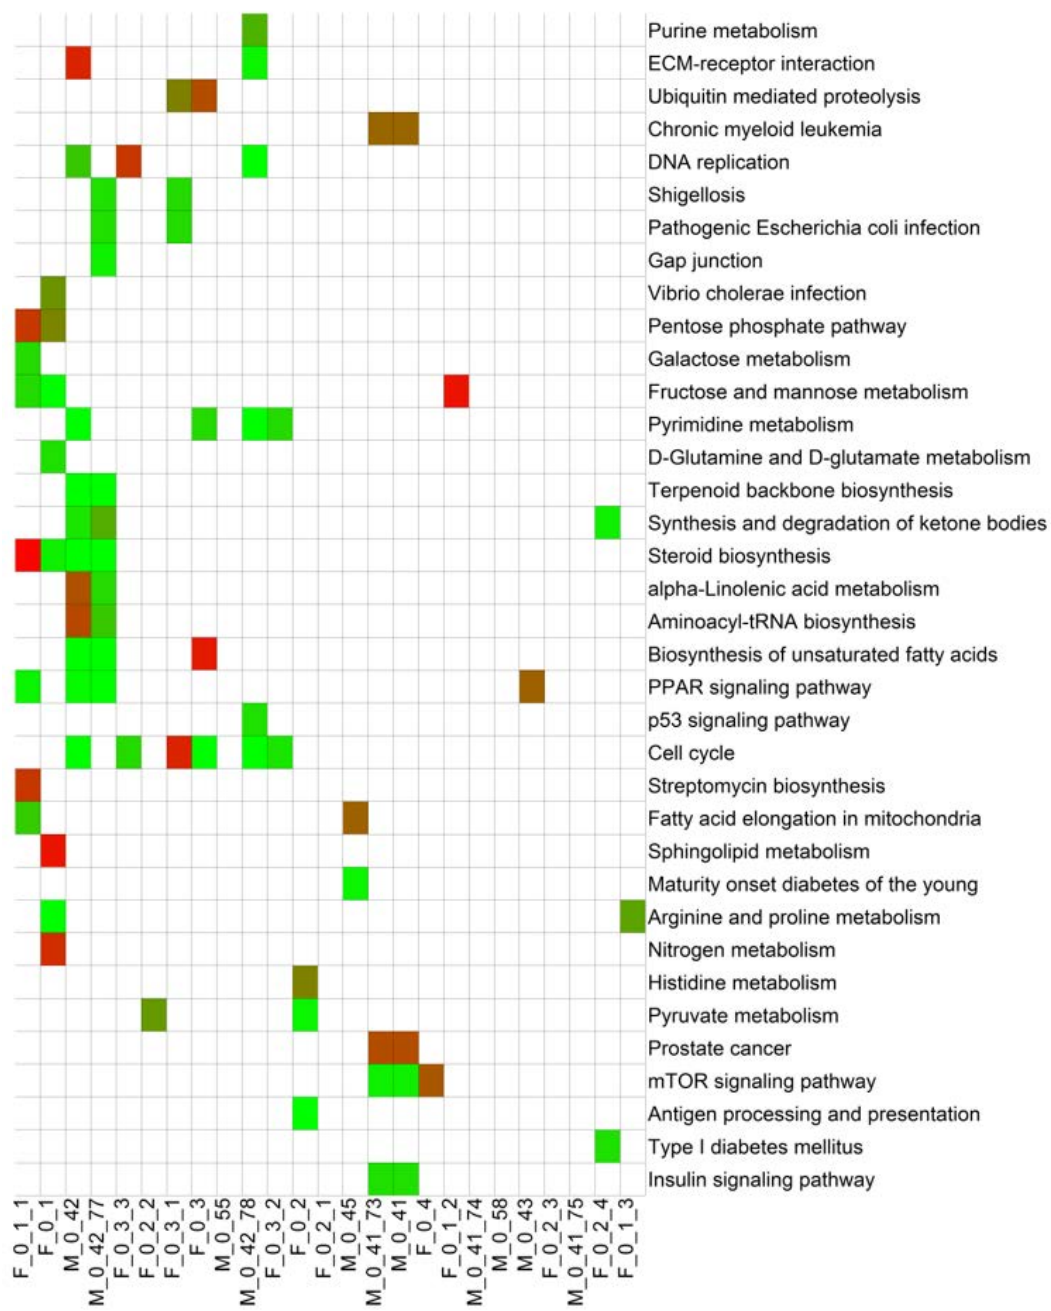 Purine metabolism
ECM-receptor interaction
Ubiquitin mediated proteolysis
Chronic myeloid leukemia
DNA replication
Shigellosis
Pathogenic Escherichia coli infection
Gap junction
Vibrio cholerae infection
Pentose phosphate pathway
Galactose metabolism
Fructose and mannose metabolism
Pyrimidine metabolism
D-Glutamine and D-glutamate metabolism
Terpenoid backbone biosynthesis
Synthesis and degradation of ketone bodies
Steroid biosynthesis
alpha-Linolenic acid metabolism
Aminoacyl-tRNA biosynthesis
Biosynthesis of unsaturated fatty acids
PPAR signaling pathway
p53 signaling pathway
Cell cycle
Streptomycin biosynthesis
Fatty acid elongation in mitochondria
Sphingolipid metabolism
Maturity onset diabetes of the young
Arginine and proline metabolism
Nitrogen metabolism
Histidine metabolism
Pyruvate metabolism
Prostate cancer
mTOR signaling pathway
Antigen processing and presentation
Type I diabetes mellitus
Insulin signaling pathway
F_0_1_1
F_0_1
M_0_42
M_0_42_77
F_0_3_3
F_0_2_2
F_0_3_1
F_0_3
M_0_55
M_0_42_78
F_0_3_2
F_0_2
F_0_2_1
M_0_45
M_0_41_73
M_0_41
F_0_4
F_0_1_2
M_0_41_74
M_0_58
M_0_43
F_0_2_3
M_0_41_75
F_0_2_4
F_0_1_3